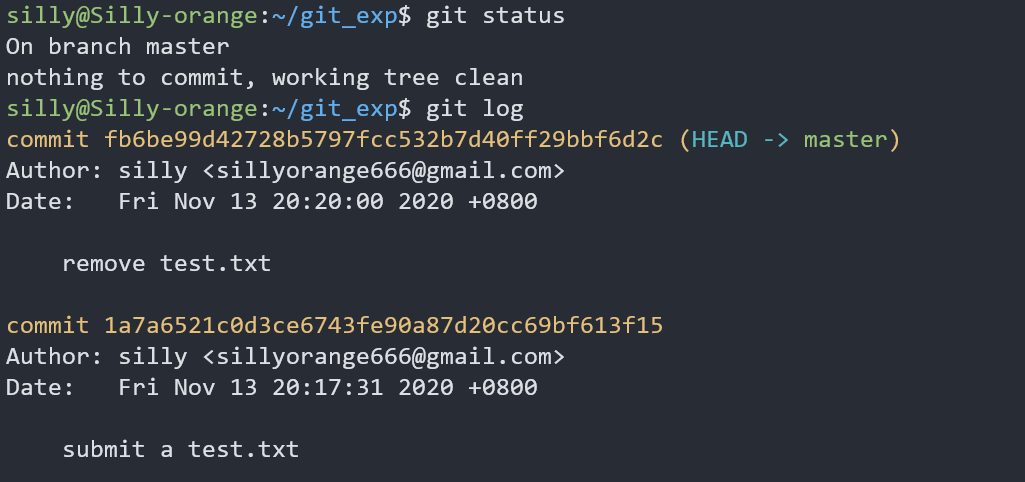 silly@Silly-orange:~/git_exp$ git status
On branch master
nothing to commit, working tree clean
silly@Silly-orange:~/git_exp$ git log
commit fb6be99d42728b5797fcc532b7d40ff29bbf6d2c (HEAD -> master)
Author: silly <sillyorange666@gmail.com>
Date:   Fri Nov 13 20:20:00 2020 +0800
    remove test.txt
commit 1a7a6521c0d3ce6743fe90a87d20cc69bf613f15
Author: silly <sillyorange666@gmail.com>
Date:   Fri Nov 13 20:17:31 2020 +0800
    submit a test.txt